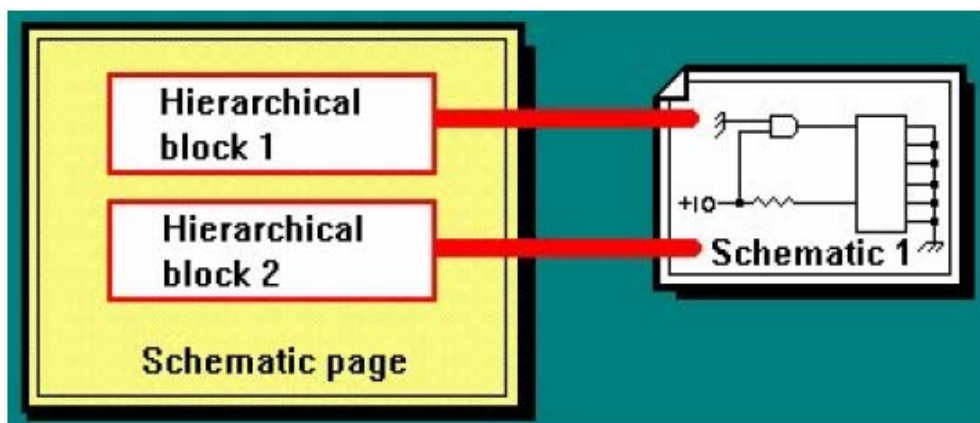 Hierarchical
block 1
Hierarchical
block 2
Schematic page
+10
Schematic 1